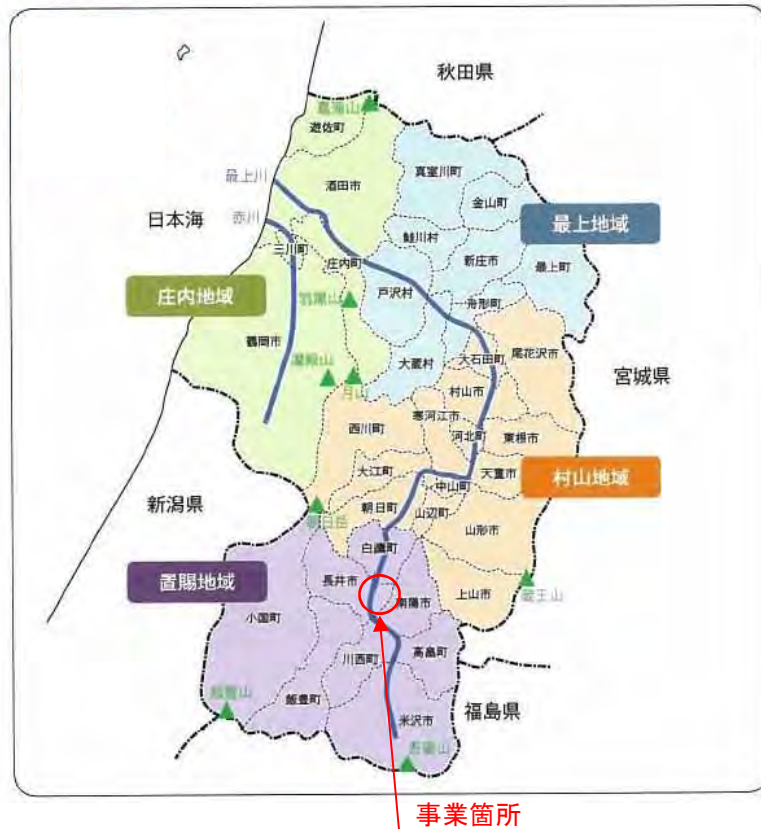 秋田県
鳥海山
遊佐町
真室川町
最上川
酒田市
金山町
日本海
赤川
最上地域
鮭川村
三川町
庄内町
新庄市
最上町
庄内地域
羽黒山
戸沢村
舟形町
鶴岡市
大石田町
尾花沢市
湯殿山
大蔵村
月山
宮城県
村山市
寒河江市
西川町
河北町
東根市
大江町
天童市
村山地域
中山町
新潟県
朝日岳
朝日町
山辺町
山形市
白鷹町
置賜地域
長井市
上山市
蔵王山
南陽市
小国町
川西町
高畠町
飯豊山
飯豊町
米沢市
福島県
吾妻山
事業箇所